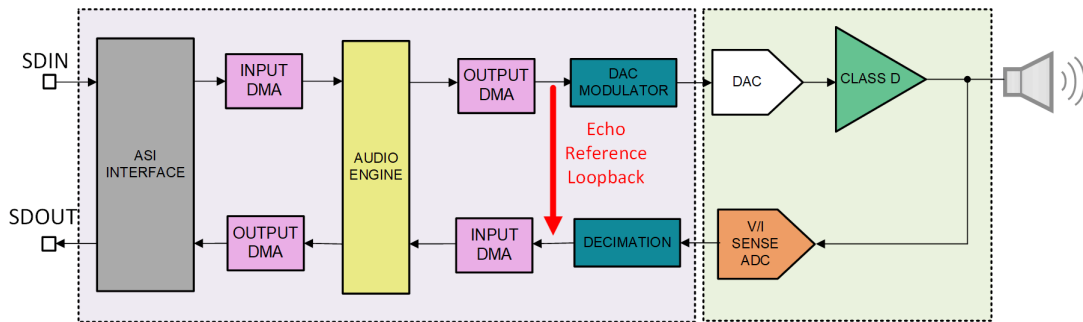 SDIN
ASI
INTERFACE
INPUT
DMA
AUDIO
ENGINE
OUTPUT
DMA
DAC
MODULATOR
DAC
CLASS D
Echo
Reference
Loopback
SDOUT
OUTPUT
DMA
INPUT
DMA
DECIMATION
V/I
SENSE
ADC